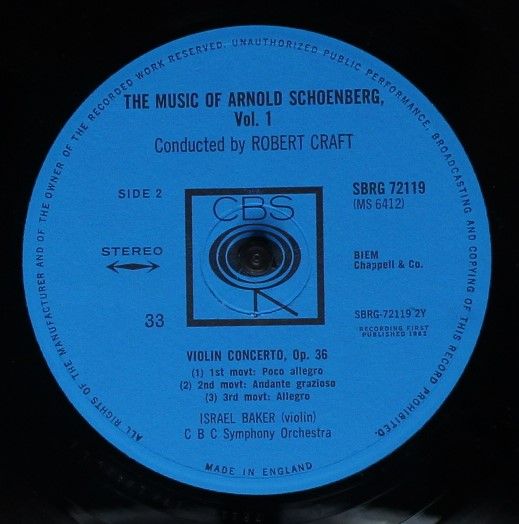 ALL RIGHTS OF THE MANUFACTURER AND OF THE OWNER OF THE RECORDED WORK RESERVED. UNAUTHORIZED PUBLIC PERFORMANCE, BROADCASTING AND COPYING OF THIS RECORD PROHIBITED.
THE MUSIC OF ARNOLD SCHOENBERG,
Vol. 1
Conducted by ROBERT CRAFT
SIDE 2
CBS
SBRG 72119
(MS 6412)
STEREO
BIEM
Chappell & Co.
33
SBRG-72119 2Y
RECORDING FIRST
PUBLISHED 1963
VIOLIN CONCERTO, Op. 36
(1) 1st movt: Poco allegro
(2) 2nd movt: Andante grazioso
(3) 3rd movt: Allegro
ISRAEL BAKER (violin)
C B C Symphony Orchestra
MADE IN ENGLAND